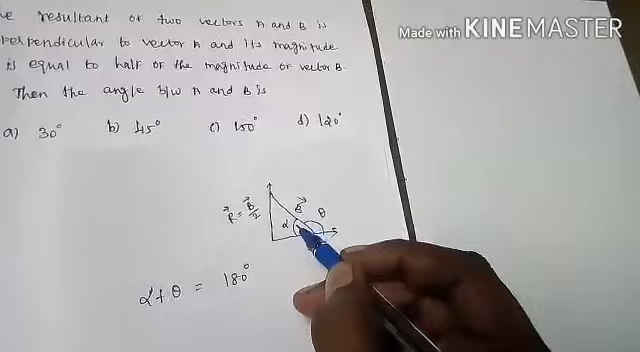 Made with KINEMASTER
e resultant of two vectors A and B is
perpendicular to vector A and its magnitude
is equal to half of the magnitude of vector B.
Then the angle b/w A and B is
a) 30° b) 45° c) 150° d) 120°
R⃗ = B⃗/2 B⃗ θ
α
α + θ = 180°